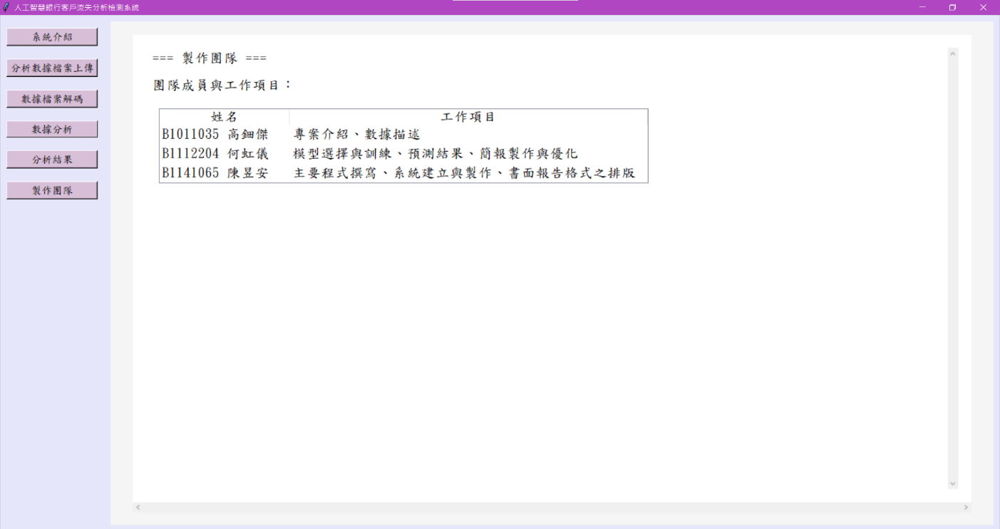 人工智慧銀行客戶流失分析檢測系統
系統介紹
分析數據檔案上傳
數據檔案解碼
數據分析
分析結果
製作團隊
=== 製作團隊 ===
團隊成員與工作項目：
姓名 工作項目
B1011035 高鈿傑 專案介紹、數據描述
B1112204 何虹儀 模型選擇與訓練、預測結果、簡報製作與優化
B1141065 陳昱安 主要程式撰寫、系統建立與製作、書面報告格式之排版